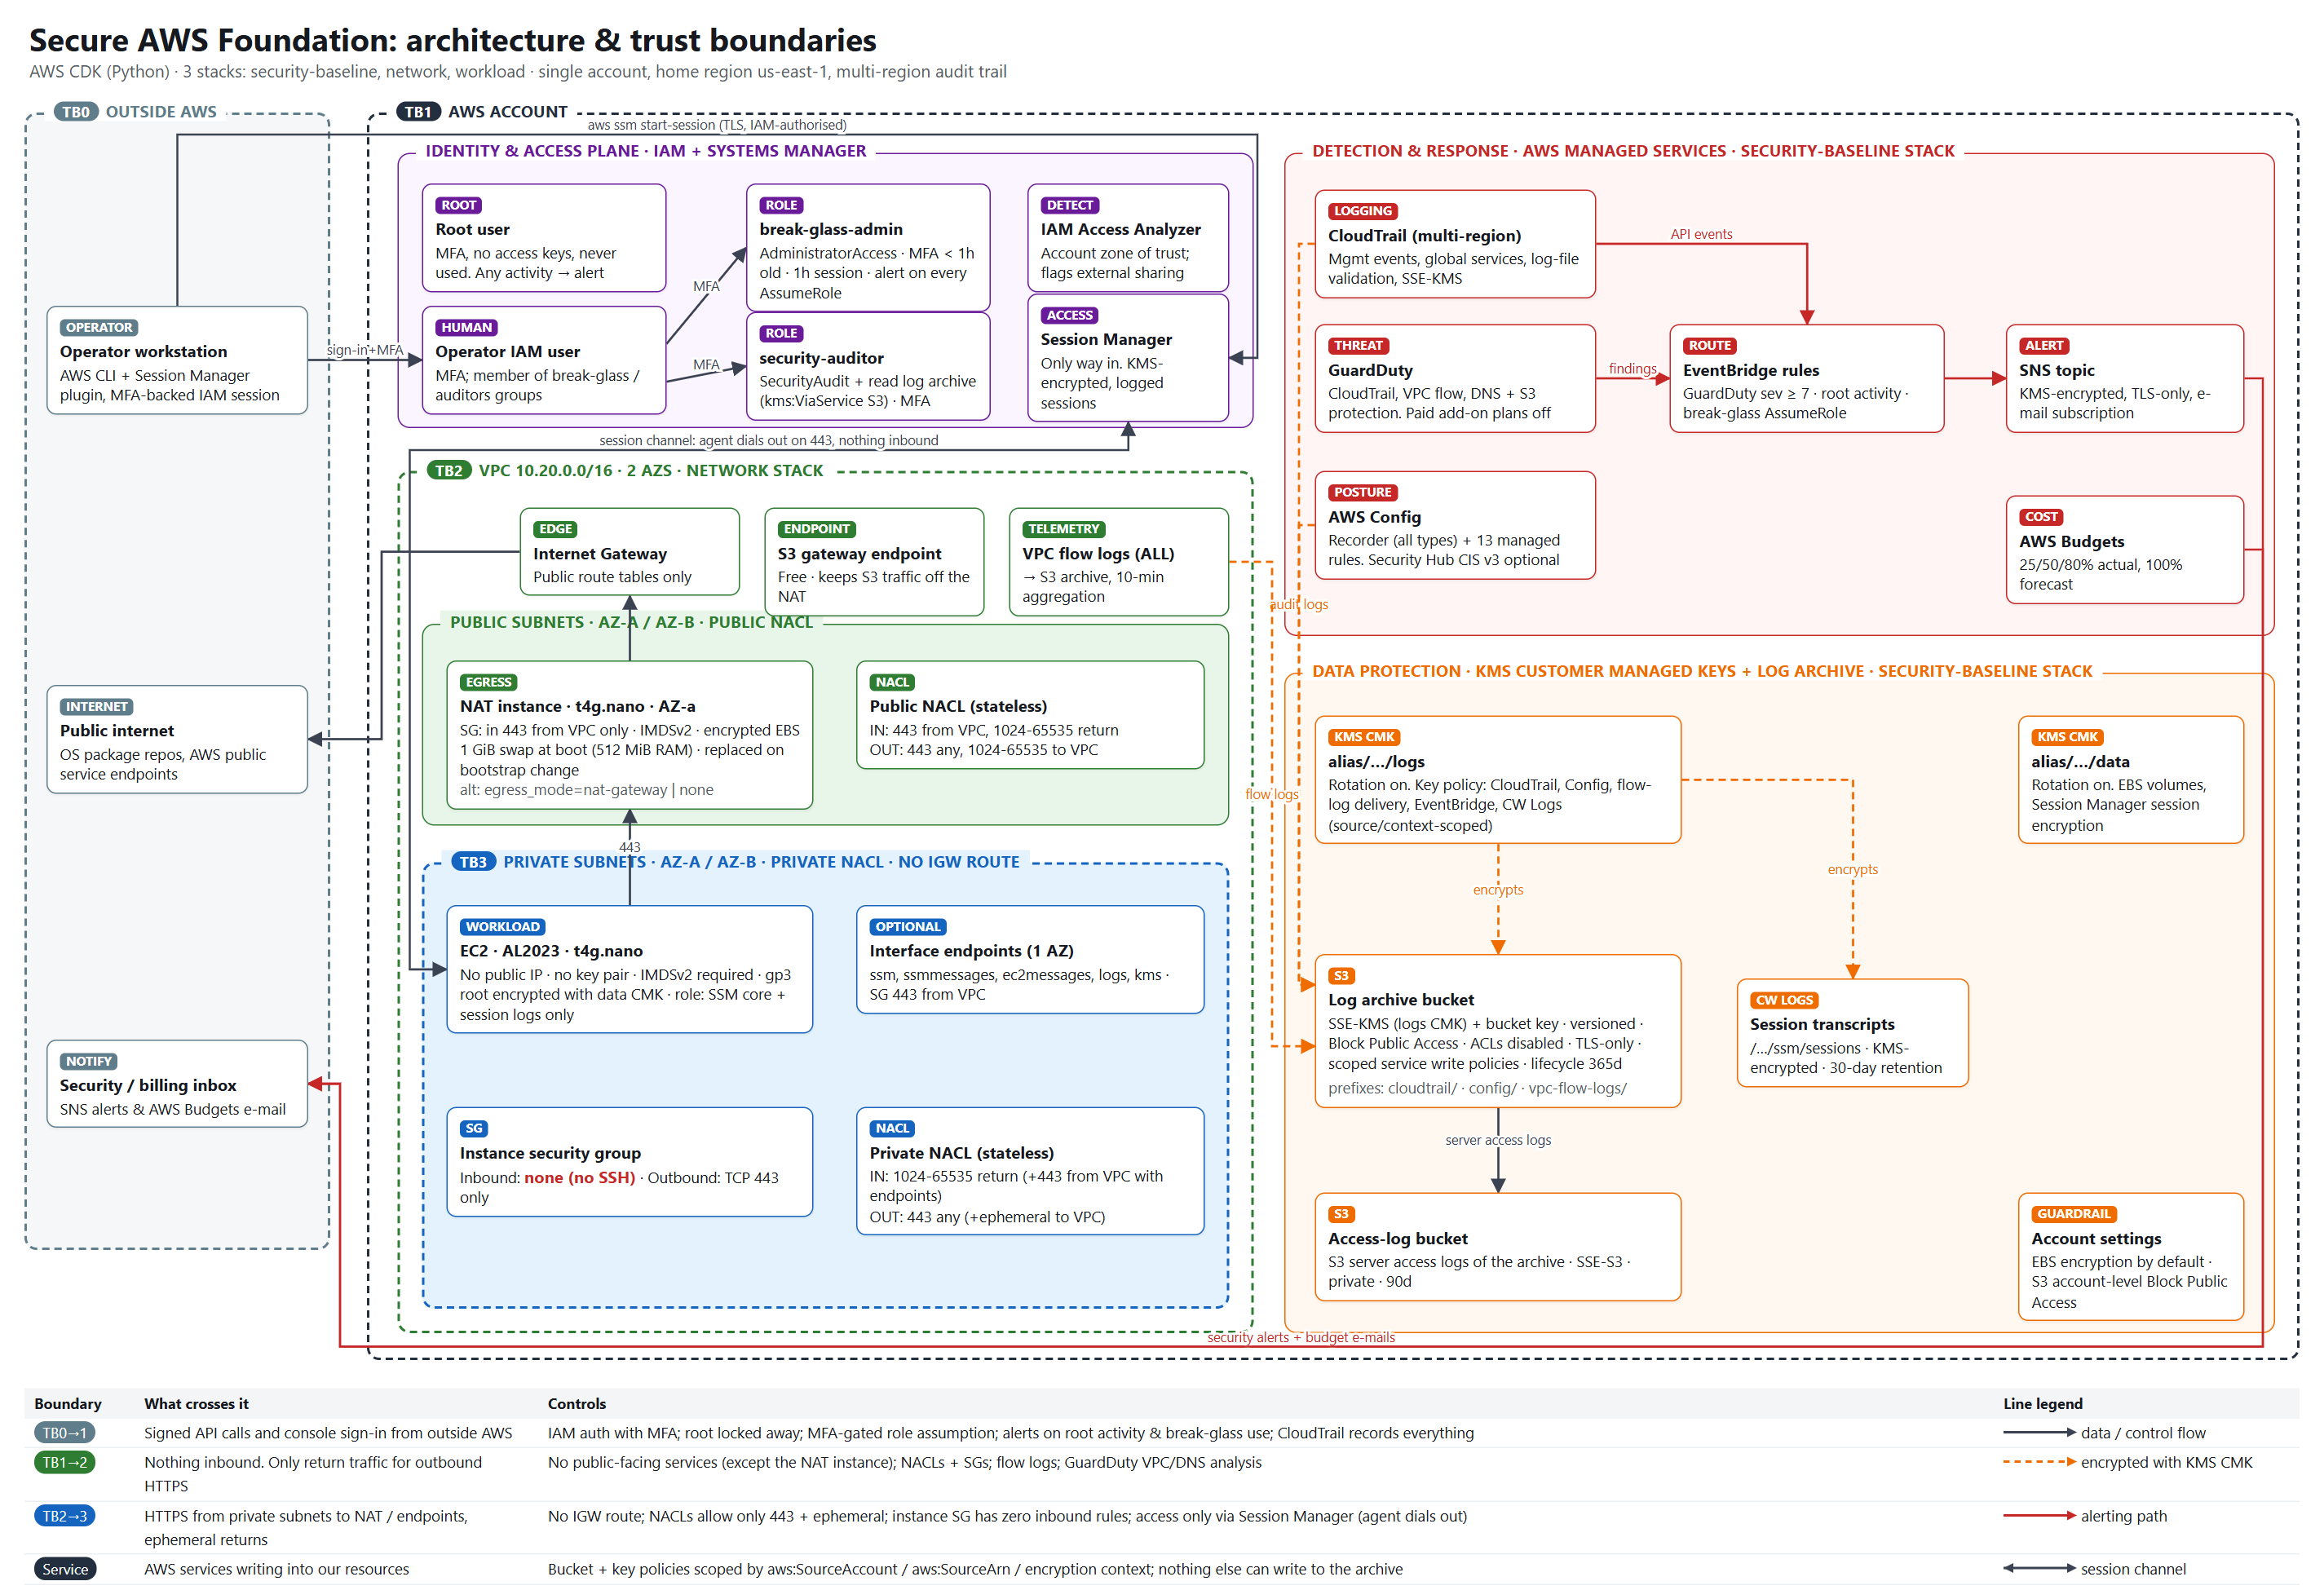 Secure AWS Foundation: architecture & trust boundaries
AWS CDK (Python) · 3 stacks: security-baseline, network, workload · single account, home region us-east-1, multi-region audit trail
TB0 OUTSIDE AWS
OPERATOR
Operator workstation
AWS CLI + Session Manager
plugin, MFA-backed IAM session
INTERNET
Public internet
OS package repos, AWS public
service endpoints
NOTIFY
Security / billing inbox
SNS alerts & AWS Budgets e-mail
TB1 AWS ACCOUNT
aws ssm start-session (TLS, IAM-authorised)
sign-in+MFA
IDENTITY & ACCESS PLANE · IAM + SYSTEMS MANAGER
ROOT
Root user
MFA, no access keys, never
used. Any activity → alert
HUMAN
Operator IAM user
MFA; member of break-glass /
auditors groups
MFA
MFA
ROLE
break-glass-admin
AdministratorAccess · MFA < 1h
old · 1h session · alert on every
AssumeRole
ROLE
security-auditor
SecurityAudit + read log archive
(kms:ViaService S3) · MFA
DETECT
IAM Access Analyzer
Account zone of trust;
flags external sharing
ACCESS
Session Manager
Only way in. KMS-
encrypted, logged
sessions
session channel: agent dials out on 443, nothing inbound
TB2 VPC 10.20.0.0/16 · 2 AZS · NETWORK STACK
EDGE
Internet Gateway
Public route tables only
ENDPOINT
S3 gateway endpoint
Free · keeps S3 traffic off the
NAT
TELEMETRY
VPC flow logs (ALL)
→ S3 archive, 10-min
aggregation
PUBLIC SUBNETS · AZ-A / AZ-B · PUBLIC NACL
EGRESS
NAT instance · t4g.nano · AZ-a
SG: in 443 from VPC only · IMDSv2 · encrypted EBS
1 GiB swap at boot (512 MiB RAM) · replaced on
bootstrap change
alt: egress_mode=nat-gateway | none
NACL
Public NACL (stateless)
IN: 443 from VPC, 1024-65535 return
OUT: 443 any, 1024-65535 to VPC
443
TB3 PRIVATE SUBNETS · AZ-A / AZ-B · PRIVATE NACL · NO IGW ROUTE
WORKLOAD
EC2 · AL2023 · t4g.nano
No public IP · no key pair · IMDSv2 required · gp3
root encrypted with data CMK · role: SSM core +
session logs only
OPTIONAL
Interface endpoints (1 AZ)
ssm, ssmmessages, ec2messages, logs, kms ·
SG 443 from VPC
SG
Instance security group
Inbound: none (no SSH) · Outbound: TCP 443
only
NACL
Private NACL (stateless)
IN: 1024-65535 return (+443 from VPC with
endpoints)
OUT: 443 any (+ephemeral to VPC)
DETECTION & RESPONSE · AWS MANAGED SERVICES · SECURITY-BASELINE STACK
LOGGING
CloudTrail (multi-region)
Mgmt events, global services, log-file
validation, SSE-KMS
API events
THREAT
GuardDuty
CloudTrail, VPC flow, DNS + S3
protection. Paid add-on plans off
findings
ROUTE
EventBridge rules
GuardDuty sev ≥ 7 · root activity ·
break-glass AssumeRole
ALERT
SNS topic
KMS-encrypted, TLS-only, e-
mail subscription
POSTURE
AWS Config
Recorder (all types) + 13 managed
rules. Security Hub CIS v3 optional
COST
AWS Budgets
25/50/80% actual, 100%
forecast
audit logs
flow logs
DATA PROTECTION · KMS CUSTOMER MANAGED KEYS + LOG ARCHIVE · SECURITY-BASELINE STACK
KMS CMK
alias/.../logs
Rotation on. Key policy: CloudTrail, Config, flow-
log delivery, EventBridge, CW Logs
(source/context-scoped)
KMS CMK
alias/.../data
Rotation on. EBS volumes,
Session Manager session
encryption
encrypts
encrypts
S3
Log archive bucket
SSE-KMS (logs CMK) + bucket key · versioned ·
Block Public Access · ACLs disabled · TLS-only ·
scoped service write policies · lifecycle 365d
prefixes: cloudtrail/ · config/ · vpc-flow-logs/
CW LOGS
Session transcripts
/.../ssm/sessions · KMS-
encrypted · 30-day retention
server access logs
S3
Access-log bucket
S3 server access logs of the archive · SSE-S3 ·
private · 90d
GUARDRAIL
Account settings
EBS encryption by default ·
S3 account-level Block Public
Access
security alerts + budget e-mails
Boundary What crosses it Controls Line legend
TB0→1 Signed API calls and console sign-in from outside AWS IAM auth with MFA; root locked away; MFA-gated role assumption; alerts on root activity & break-glass use; CloudTrail records everything data / control flow
TB1→2 Nothing inbound. Only return traffic for outbound
HTTPS No public-facing services (except the NAT instance); NACLs + SGs; flow logs; GuardDuty VPC/DNS analysis encrypted with KMS CMK
TB2→3 HTTPS from private subnets to NAT / endpoints,
ephemeral returns No IGW route; NACLs allow only 443 + ephemeral; instance SG has zero inbound rules; access only via Session Manager (agent dials out) alerting path
Service AWS services writing into our resources Bucket + key policies scoped by aws:SourceAccount / aws:SourceArn / encryption context; nothing else can write to the archive session channel